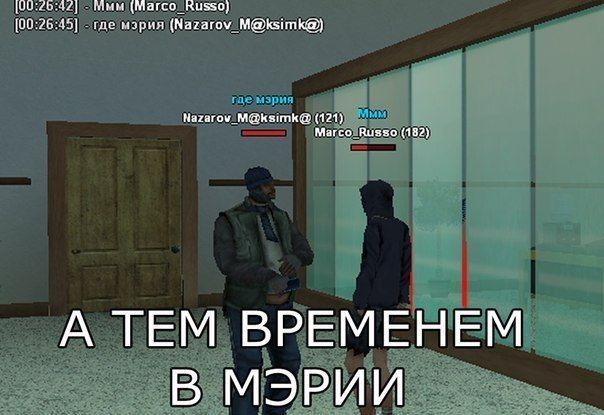 [00:26:42] - Ммм (Marco_Russo)
[00:26:45] - где мэрия (Nazarov_M@ksimk@)
где мэрия
Nazarov_M@ksimk@ (121)
Ммм
Marco_Russo (182)
А ТЕМ ВРЕМЕНЕМ
В МЭРИИ